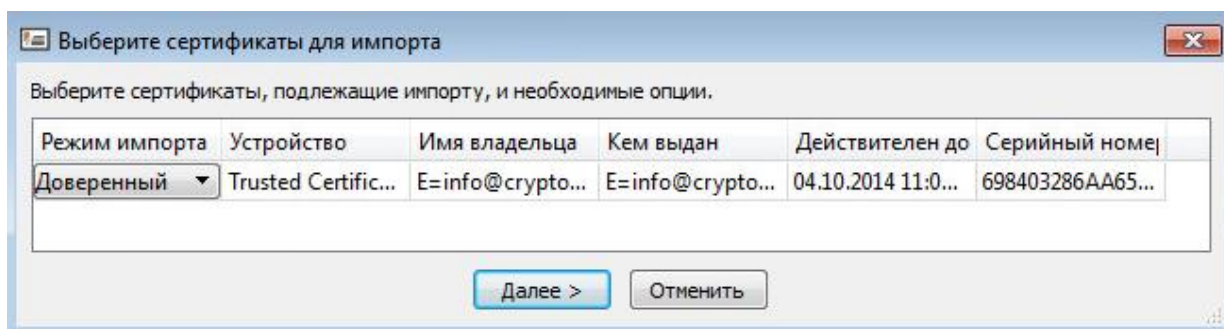 Выберите сертификаты для импорта
Выберите сертификаты, подлежащие импорту, и необходимые опции.
Режим импорта Устройство Имя владельца Кем выдан Действителен до Серийный номер
Доверенный Trusted Certific... E=info@crypto... E=info@crypto... 04.10.2014 11:0... 698403286AA65...
Далее > Отменить